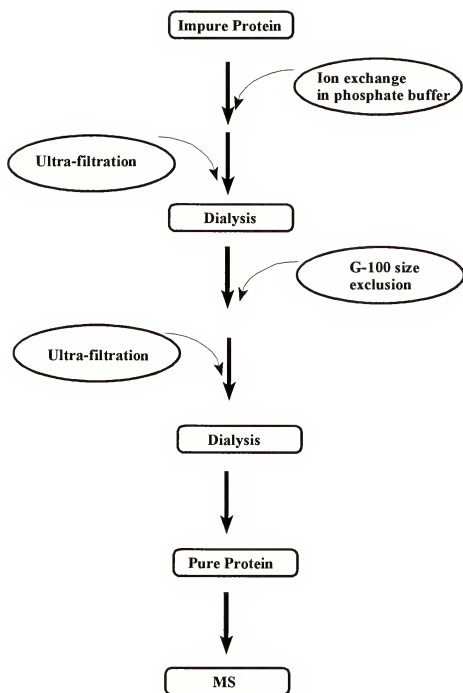 Impure Protein
Ion exchange
in phosphate buffer
Ultra-filtration
Dialysis
G-100 size
exclusion
Ultra-filtration
Dialysis
Pure Protein
MS